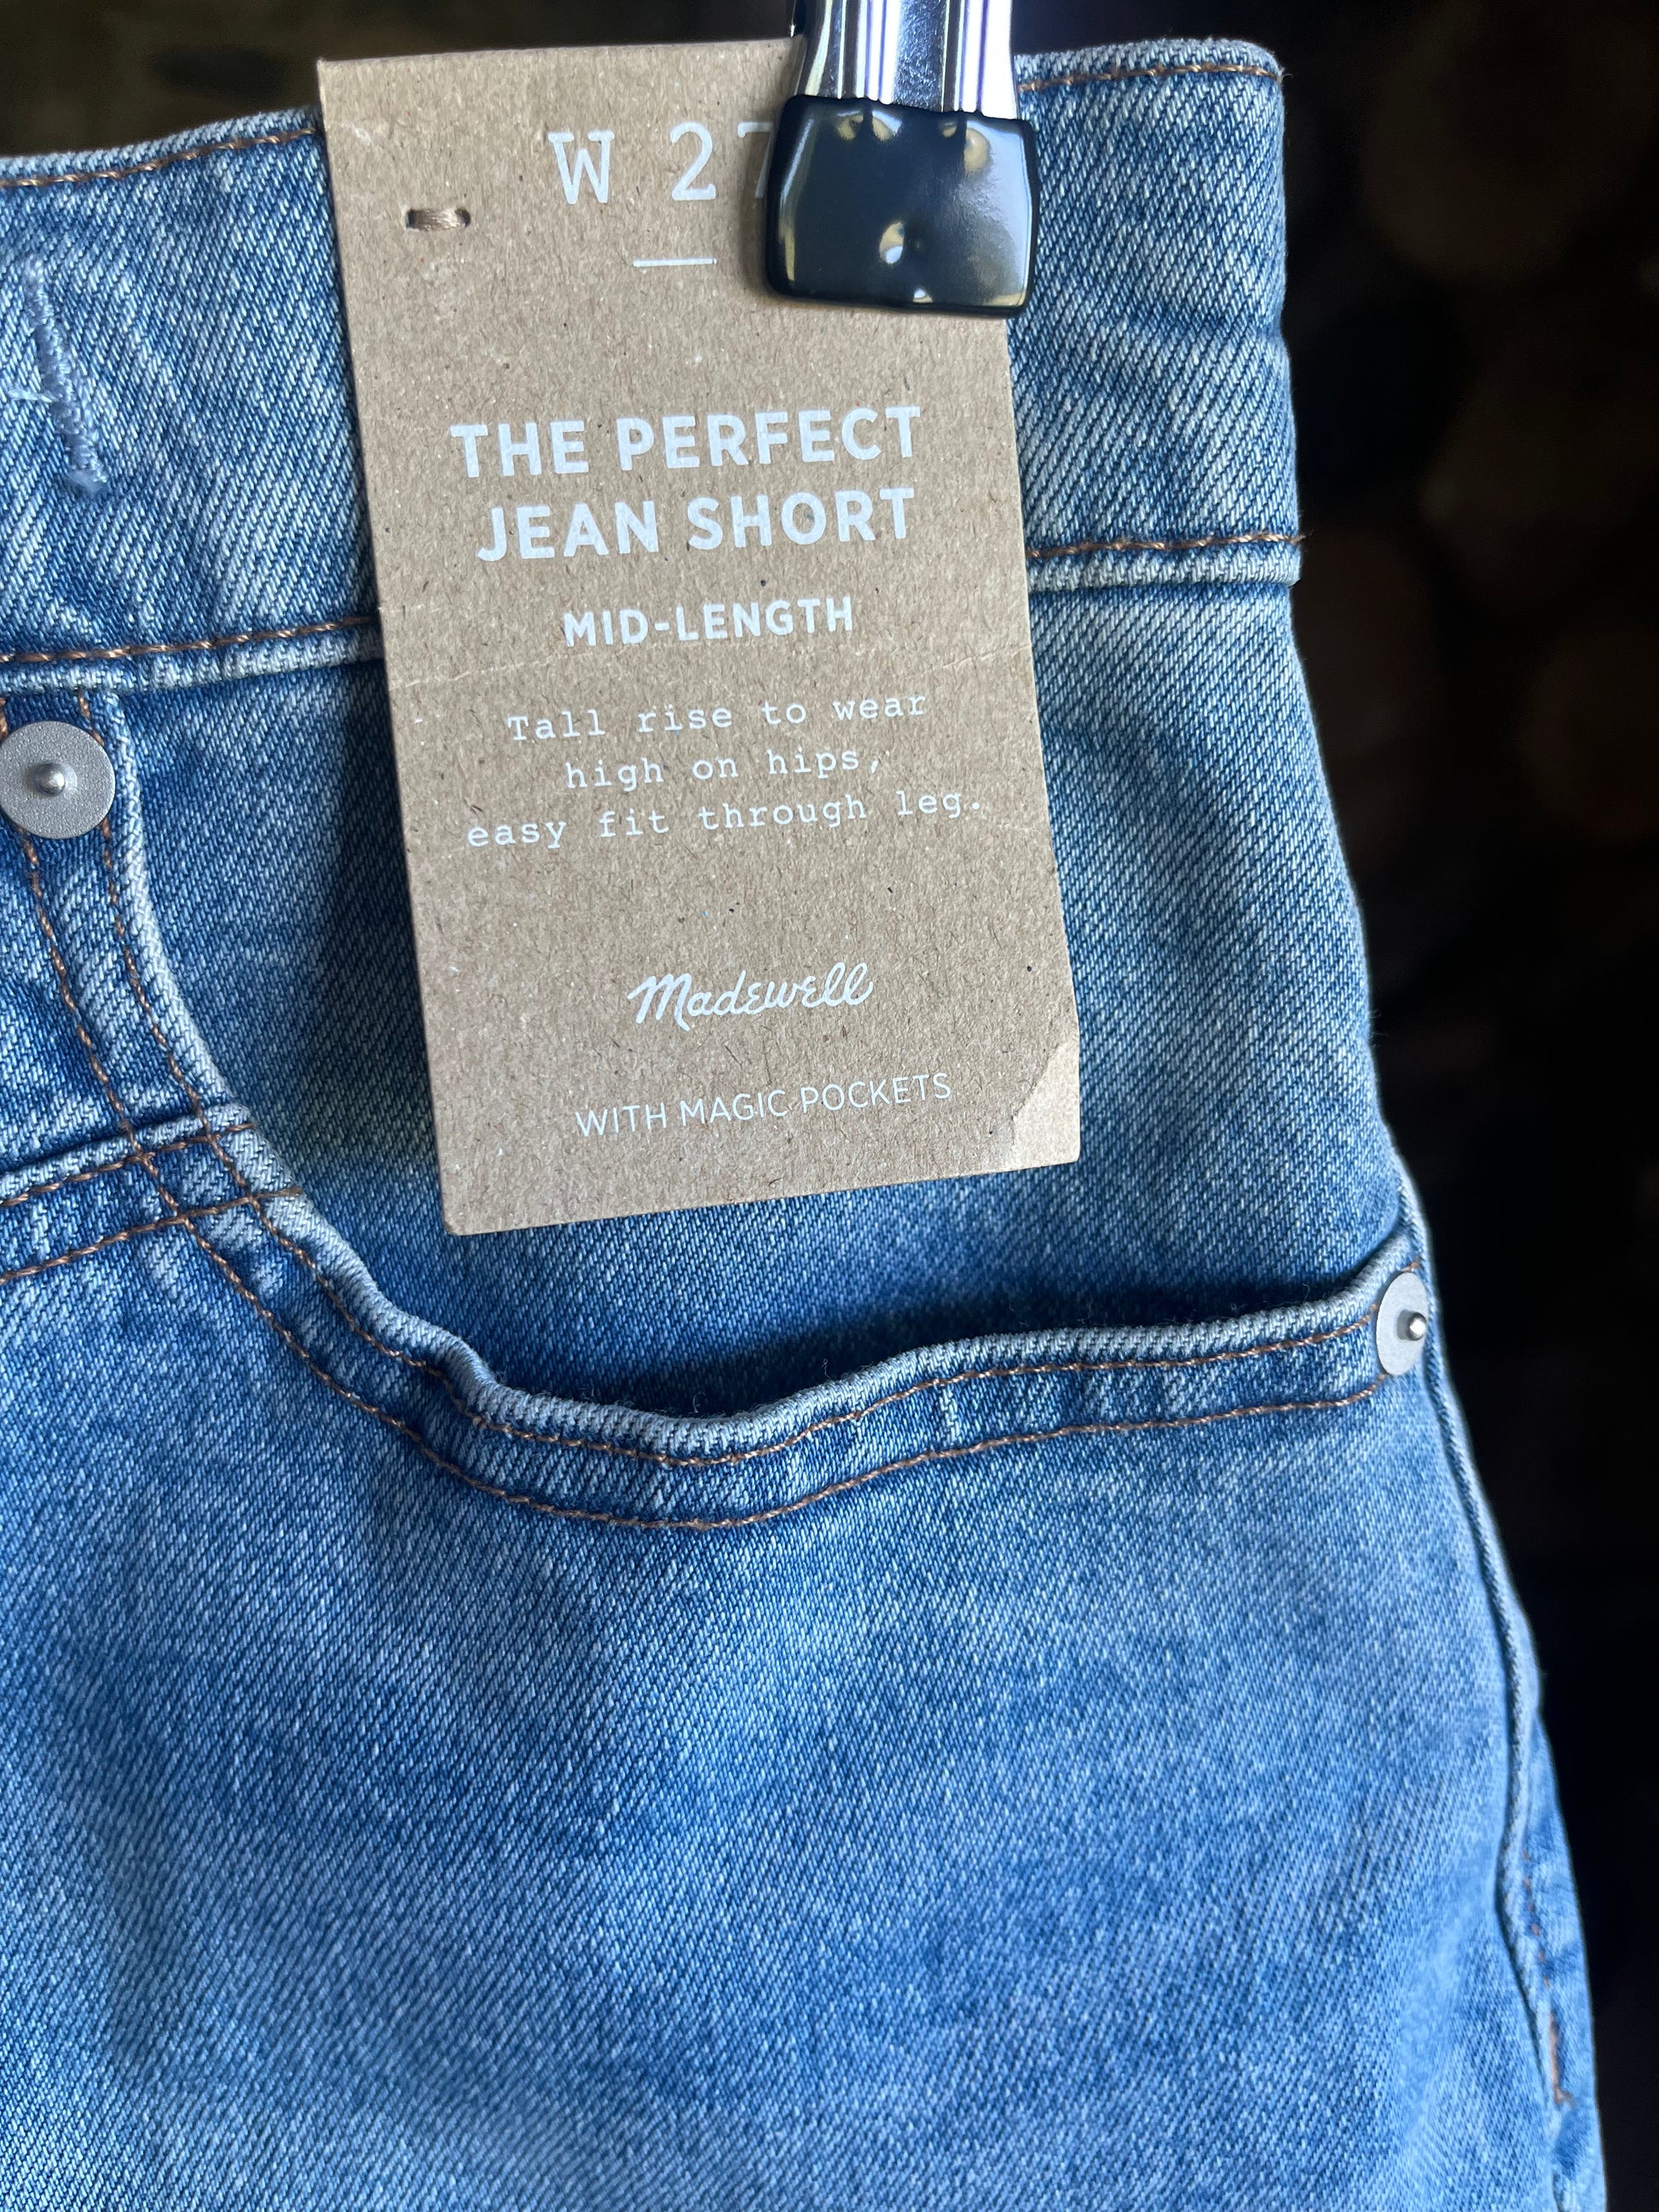 W 27
THE PERFECT
JEAN SHORT
MID-LENGTH
Tall rise to wear
high on hips,
easy fit through leg.
Madewell
WITH MAGIC POCKETS